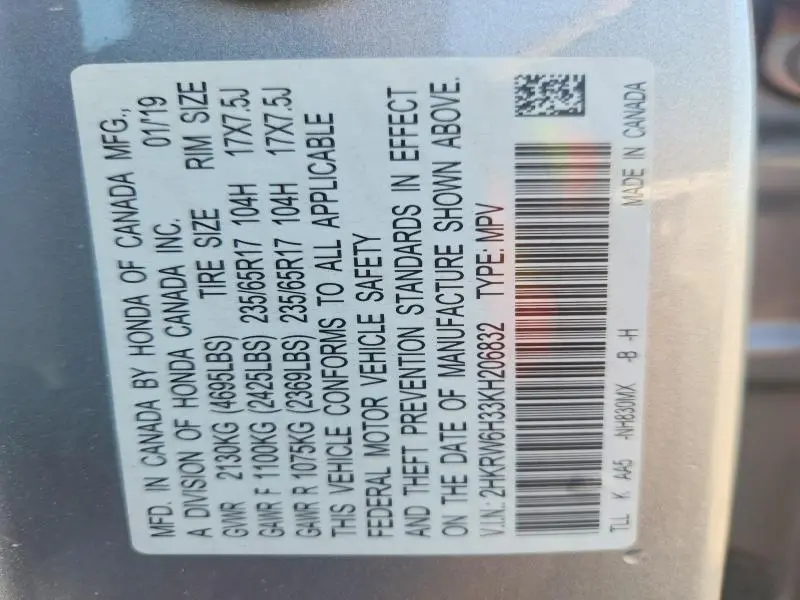 MFD. IN CANADA BY HONDA OF CANADA MFG.,
A DIVISION OF HONDA CANADA INC. 01/19
GVWR 2130KG (4695LBS) TIRE SIZE RIM SIZE
GAWR F 1100KG (2425LBS) 235/65R17 104H 17X7.5J
GAWR R 1075KG (2369LBS) 235/65R17 104H 17X7.5J
THIS VEHICLE CONFORMS TO ALL APPLICABLE
FEDERAL MOTOR VEHICLE SAFETY
AND THEFT PREVENTION STANDARDS IN EFFECT
ON THE DATE OF MANUFACTURE SHOWN ABOVE.
V.I.N: 2HKRW6H33KH206832 TYPE: MPV
TLL K AA5 -NH830MX -B -H MADE IN CANADA